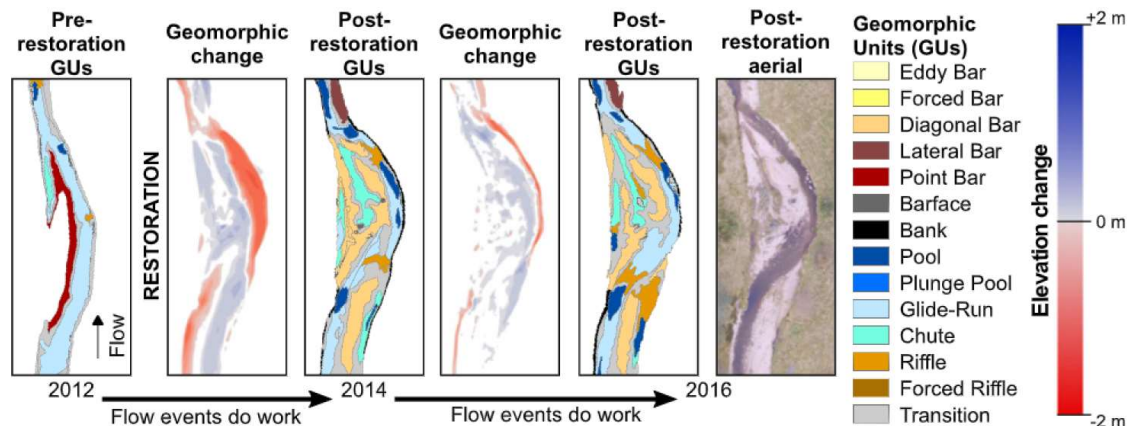 Pre-
restoration
GUs
Geomorphic
change
Post-
restoration
GUs
Geomorphic
change
Post-
restoration
GUs
Post-
restoration
aerial
RESTORATION
Flow
2012
2014
2016
Flow events do work
Flow events do work
Geomorphic
Units (GUs)
Eddy Bar
Forced Bar
Diagonal Bar
Lateral Bar
Point Bar
Barface
Bank
Pool
Plunge Pool
Glide-Run
Chute
Riffle
Forced Riffle
Transition
+2 m
Elevation change
0 m
-2 m